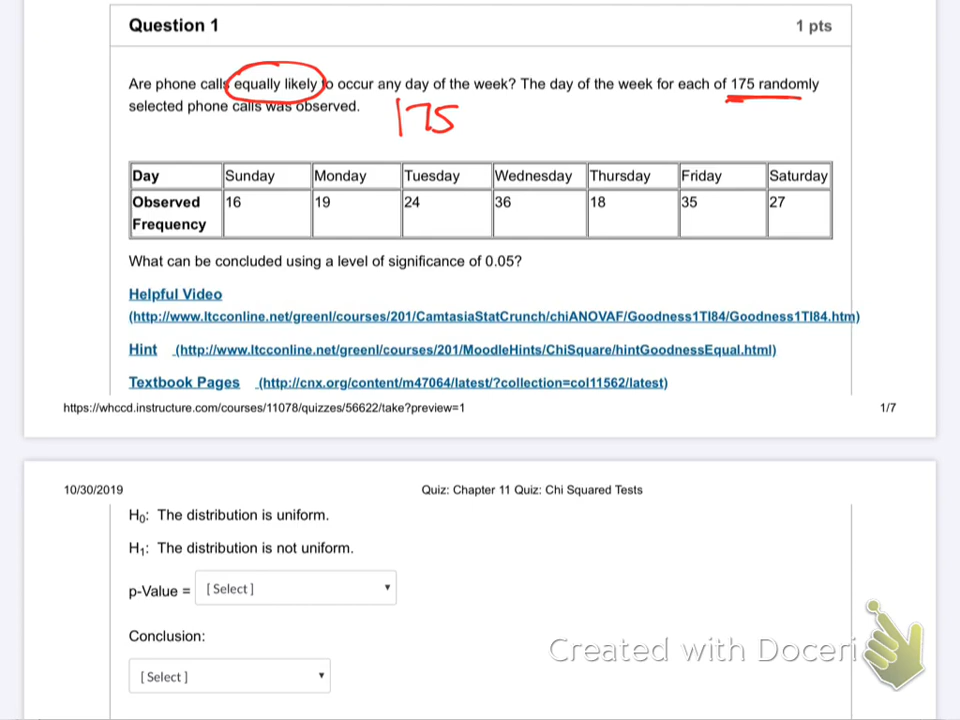 Question 1
1 pts
Are phone calls equally likely to occur any day of the week? The day of the week for each of 175 randomly
selected phone calls was observed.
175
Day Sunday Monday Tuesday Wednesday Thursday Friday Saturday
Observed 16 19 24 36 18 35 27
Frequency
What can be concluded using a level of significance of 0.05?
Helpful Video
(http://www.ltcconline.net/greenl/courses/201/CamtasiaStatCrunch/chiANOVAF/Goodness1TI84/Goodness1TI84.htm)
Hint (http://www.ltcconline.net/greenl/courses/201/MoodleHints/ChiSquare/hintGoodnessEqual.html)
Textbook Pages (http://cnx.org/content/m47064/latest/?collection=col11562/latest)
https://whccd.instructure.com/courses/11078/quizzes/56622/take?preview=1
1/7
10/30/2019
Quiz: Chapter 11 Quiz: Chi Squared Tests
H₀: The distribution is uniform.
H₁: The distribution is not uniform.
p-Value = [ Select ]
Conclusion:
[ Select ]
Created with Doceri